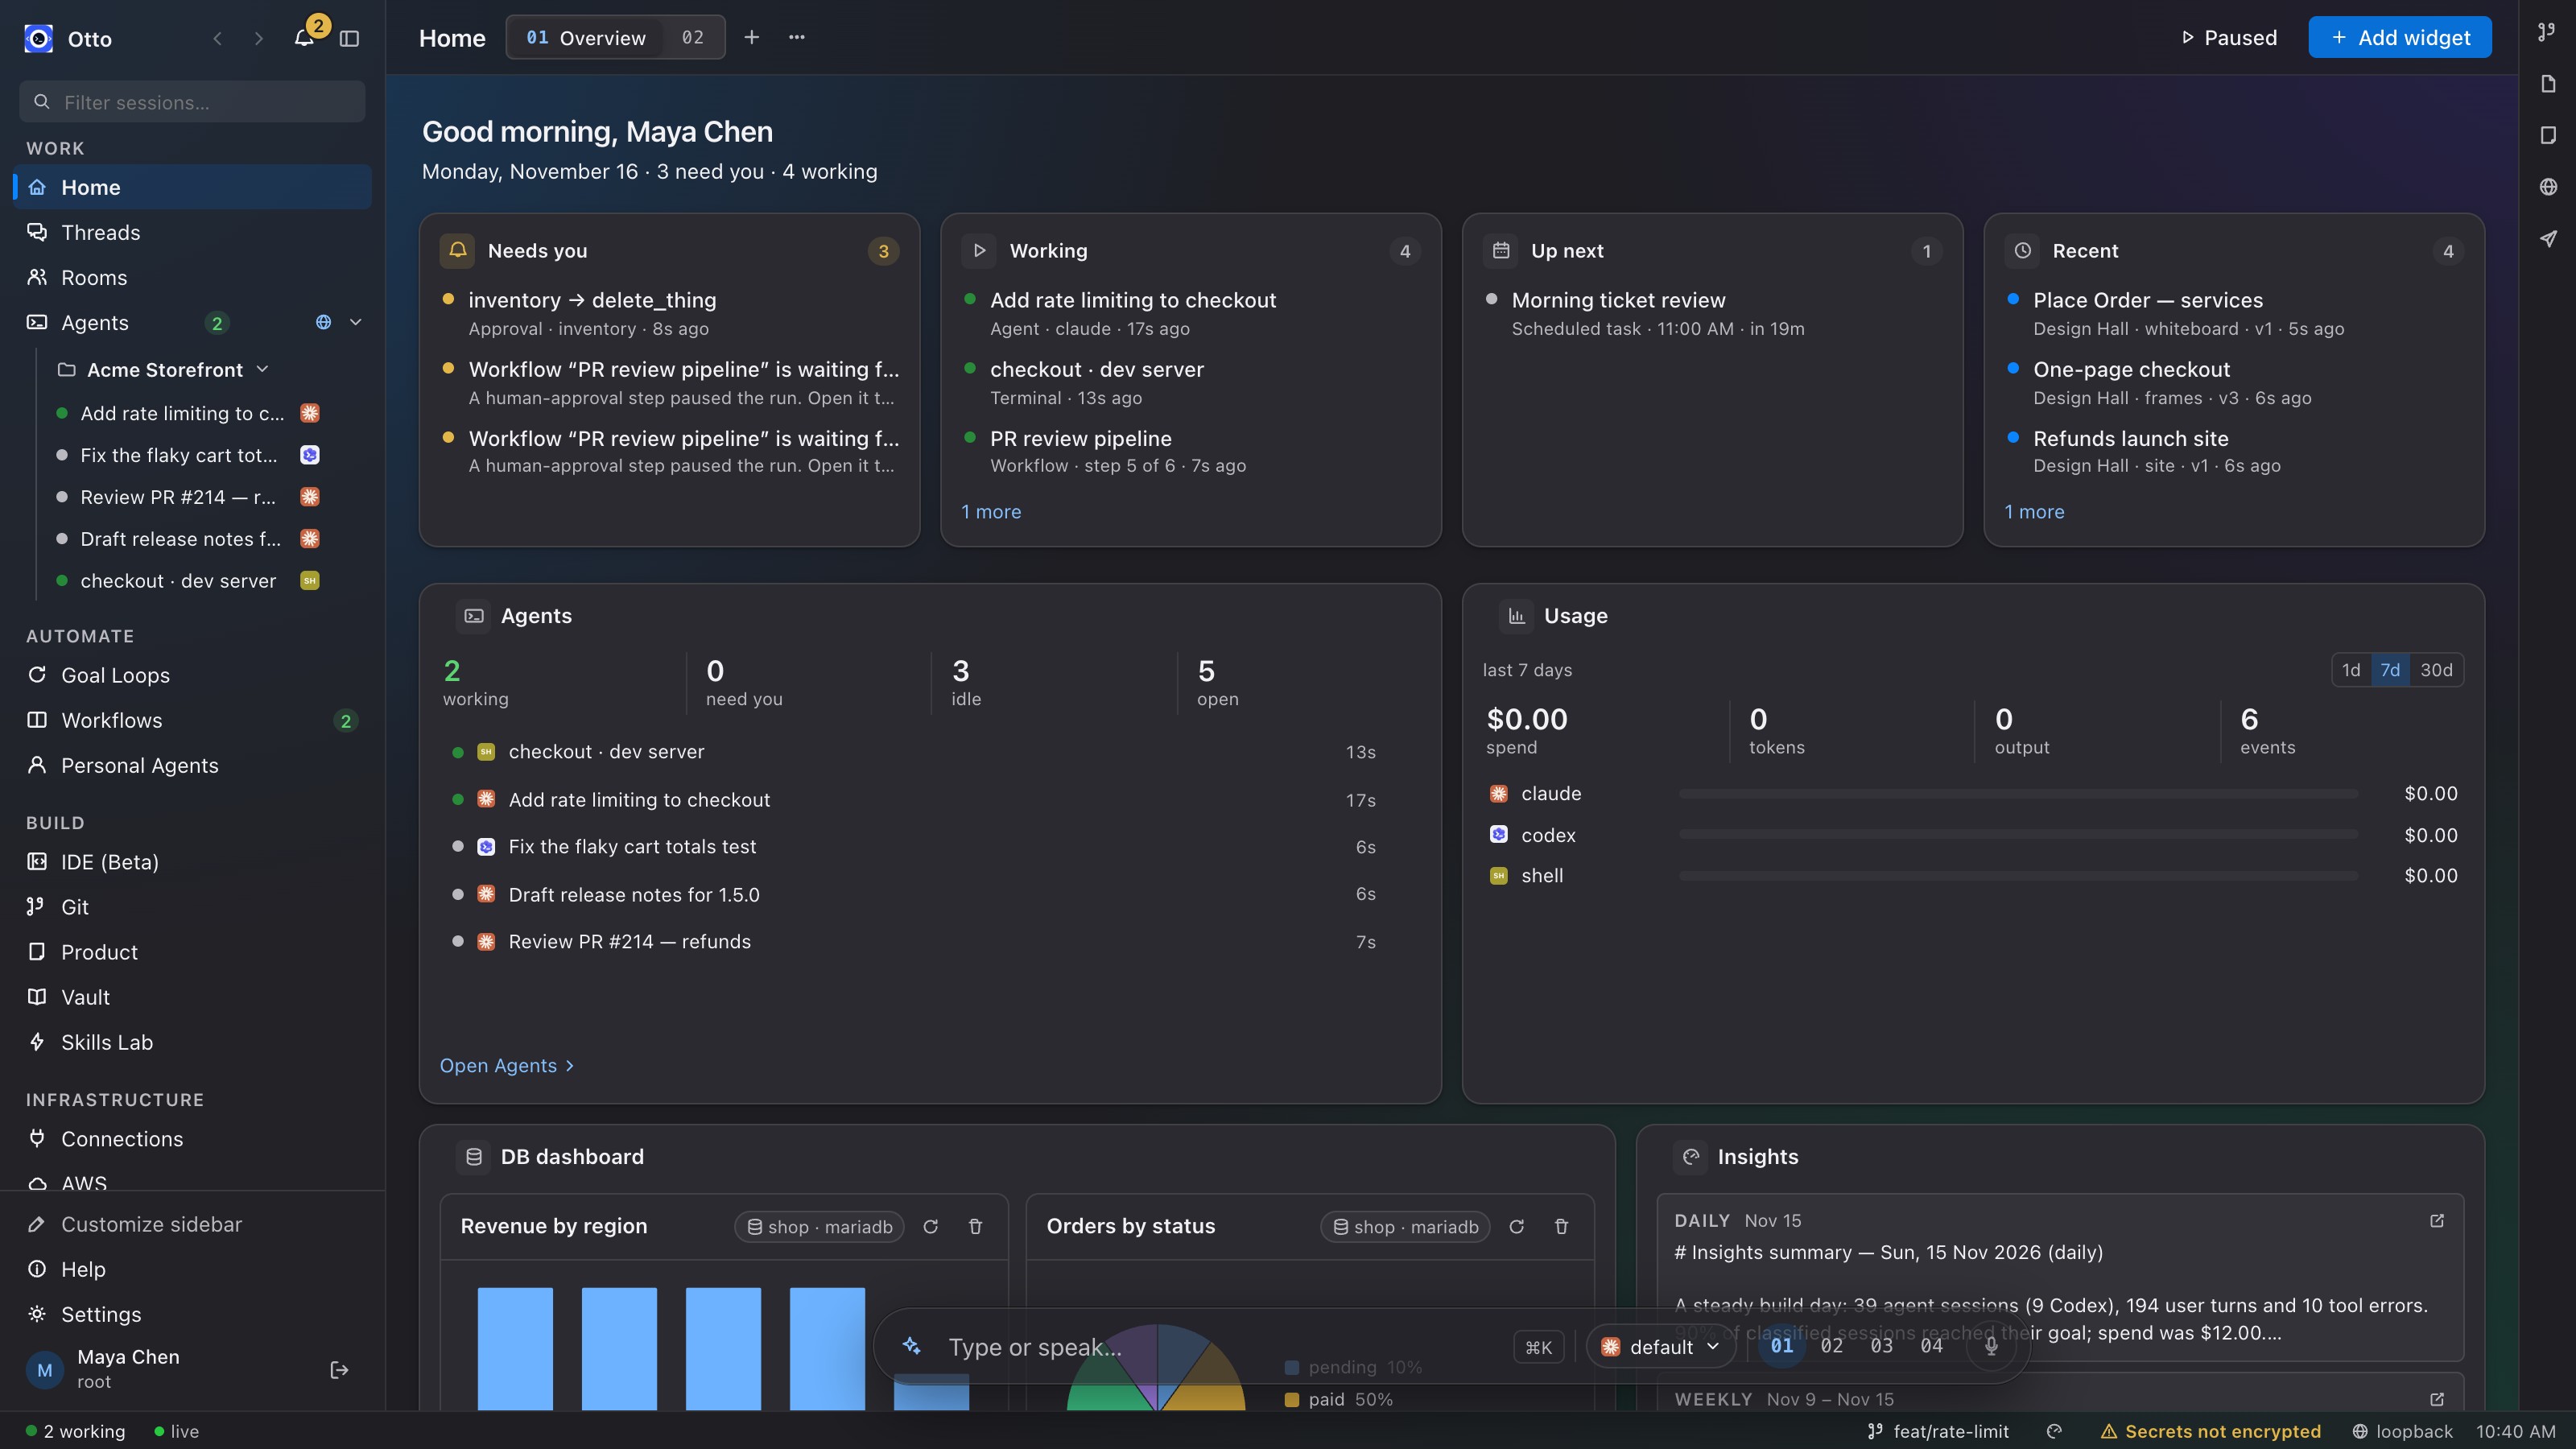 Otto
2
Filter sessions...
WORK
Home
Threads
Rooms
Agents 2
Acme Storefront
Add rate limiting to c...
Fix the flaky cart tot...
Review PR #214 — r...
Draft release notes f...
checkout · dev server SH
AUTOMATE
Goal Loops
Workflows 2
Personal Agents
BUILD
IDE (Beta)
Git
Product
Vault
Skills Lab
INFRASTRUCTURE
Connections
AWS
Customize sidebar
Help
Settings
M Maya Chen
root
Home 01 Overview 02
Paused
Add widget
Good morning, Maya Chen
Monday, November 16 · 3 need you · 4 working
Needs you 3
inventory → delete_thing
Approval · inventory · 8s ago
Workflow “PR review pipeline” is waiting f...
A human-approval step paused the run. Open it t...
Workflow “PR review pipeline” is waiting f...
A human-approval step paused the run. Open it t...
Working 4
Add rate limiting to checkout
Agent · claude · 17s ago
checkout · dev server
Terminal · 13s ago
PR review pipeline
Workflow · step 5 of 6 · 7s ago
1 more
Up next 1
Morning ticket review
Scheduled task · 11:00 AM · in 19m
Recent 4
Place Order — services
Design Hall · whiteboard · v1 · 5s ago
One-page checkout
Design Hall · frames · v3 · 6s ago
Refunds launch site
Design Hall · site · v1 · 6s ago
1 more
Agents
2 0 3 5
working need you idle open
SH checkout · dev server 13s
Add rate limiting to checkout 17s
Fix the flaky cart totals test 6s
Draft release notes for 1.5.0 6s
Review PR #214 — refunds 7s
Open Agents
Usage
last 7 days 1d 7d 30d
$0.00 0 0 6
spend tokens output events
claude $0.00
codex $0.00
SH shell $0.00
DB dashboard
Revenue by region shop · mariadb
Orders by status shop · mariadb
pending 10%
paid 50%
Insights
DAILY Nov 15
# Insights summary — Sun, 15 Nov 2026 (daily)
A steady build day: 39 agent sessions (9 Codex), 194 user turns and 10 tool errors.
90% of classified sessions reached their goal; spend was $12.00....
WEEKLY Nov 9 – Nov 15
Type or speak... ⌘K default 01 02 03 04
2 working live
feat/rate-limit Secrets not encrypted loopback 10:40 AM